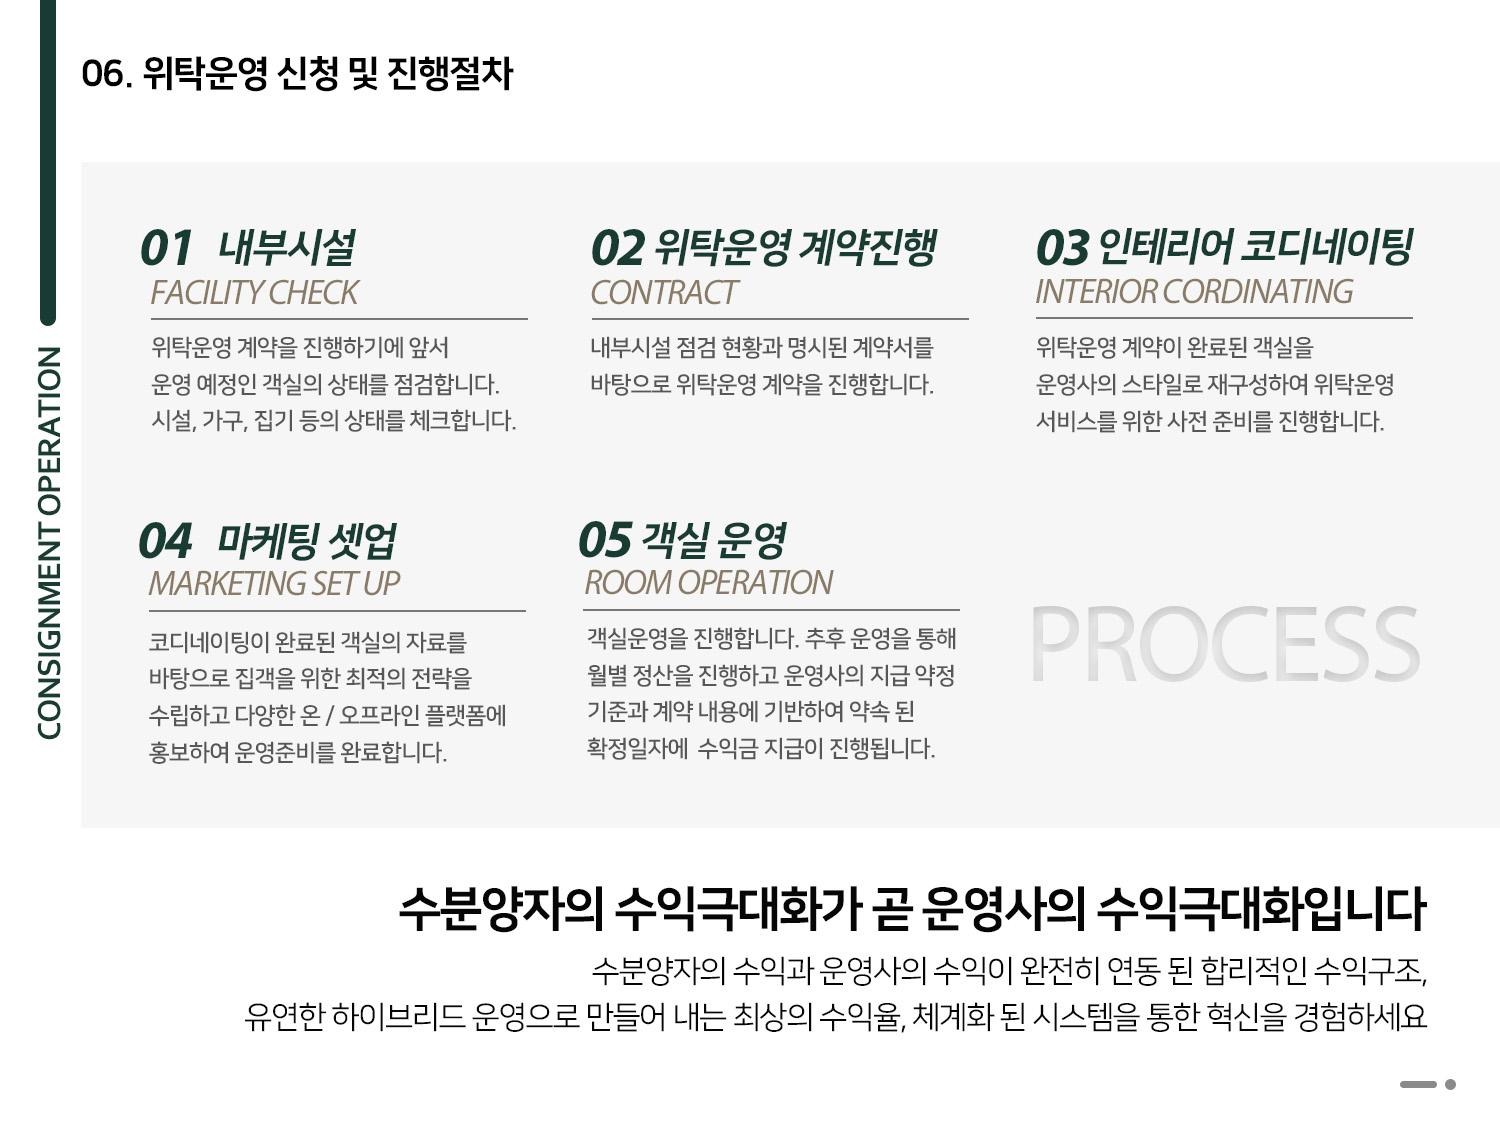 06. 위탁운영 신청 및 진행절차
CONSIGNMENT OPERATION
01 내부시설
FACILITY CHECK
위탁운영 계약을 진행하기에 앞서
운영 예정인 객실의 상태를 점검합니다.
시설, 가구, 집기 등의 상태를 체크합니다.
02 위탁운영 계약진행
CONTRACT
내부시설 점검 현황과 명시된 계약서를
바탕으로 위탁운영 계약을 진행합니다.
03 인테리어 코디네이팅
INTERIOR CORDINATING
위탁운영 계약이 완료된 객실을
운영사의 스타일로 재구성하여 위탁운영
서비스를 위한 사전 준비를 진행합니다.
04 마케팅 셋업
MARKETING SET UP
코디네이팅이 완료된 객실의 자료를
바탕으로 집객을 위한 최적의 전략을
수립하고 다양한 온 / 오프라인 플랫폼에
홍보하여 운영준비를 완료합니다.
05 객실 운영
ROOM OPERATION
객실운영을 진행합니다. 추후 운영을 통해
월별 정산을 진행하고 운영사의 지급 약정
기준과 계약 내용에 기반하여 약속 된
확정일자에 수익금 지급이 진행됩니다.
PROCESS
수분양자의 수익극대화가 곧 운영사의 수익극대화입니다
수분양자의 수익과 운영사의 수익이 완전히 연동 된 합리적인 수익구조,
유연한 하이브리드 운영으로 만들어 내는 최상의 수익율, 체계화 된 시스템을 통한 혁신을 경험하세요